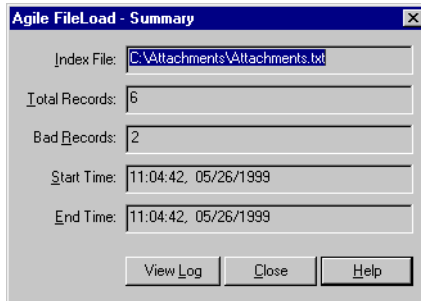 Agile FileLoad - Summary
Index File: C:\Attachments\Attachments.txt
Total Records: 6
Bad Records: 2
Start Time: 11:04:42, 05/26/1999
End Time: 11:04:42, 05/26/1999
View Log Close Help